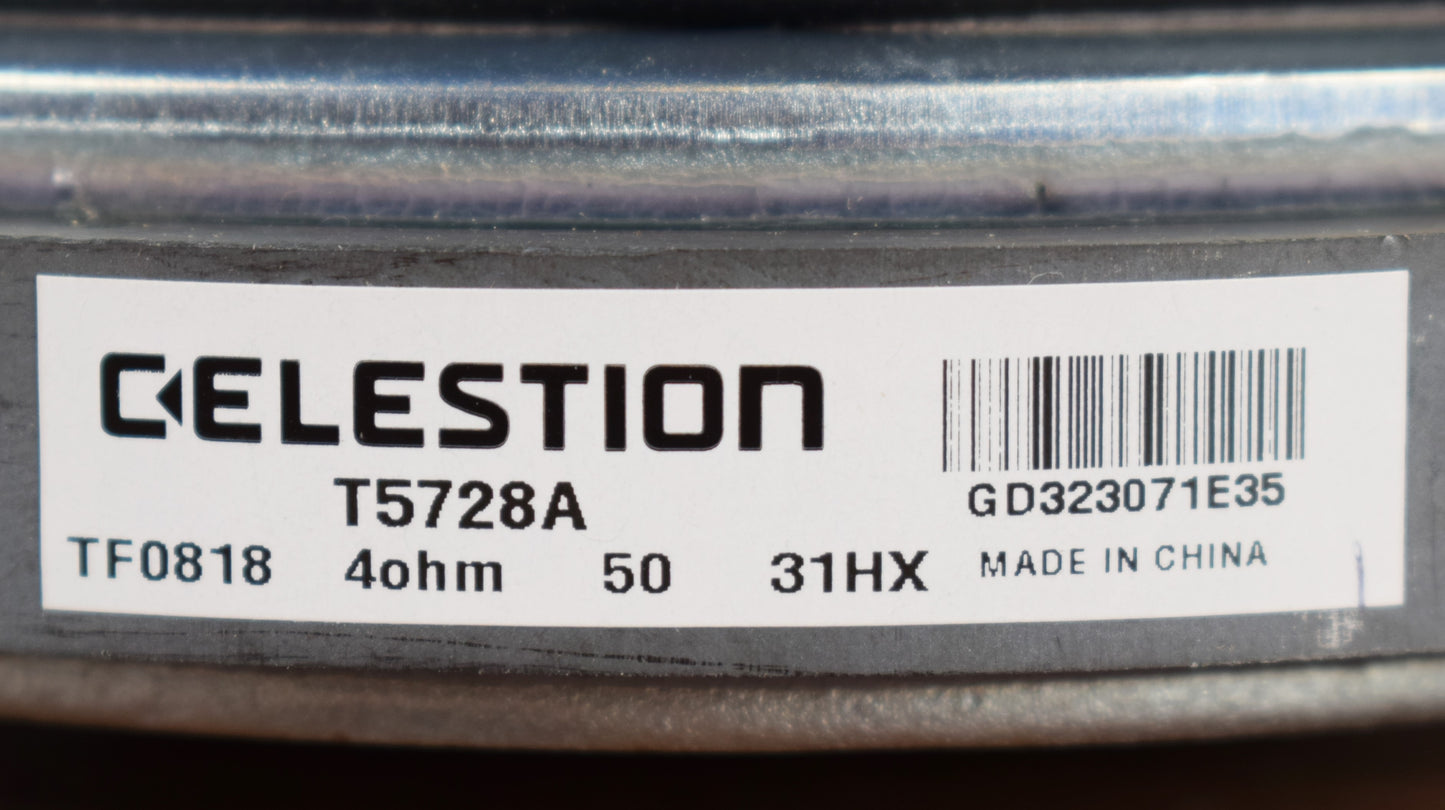 CELESTION
T5728A
GD323071E35
TF0818 4ohm 50 31HX MADE IN CHINA